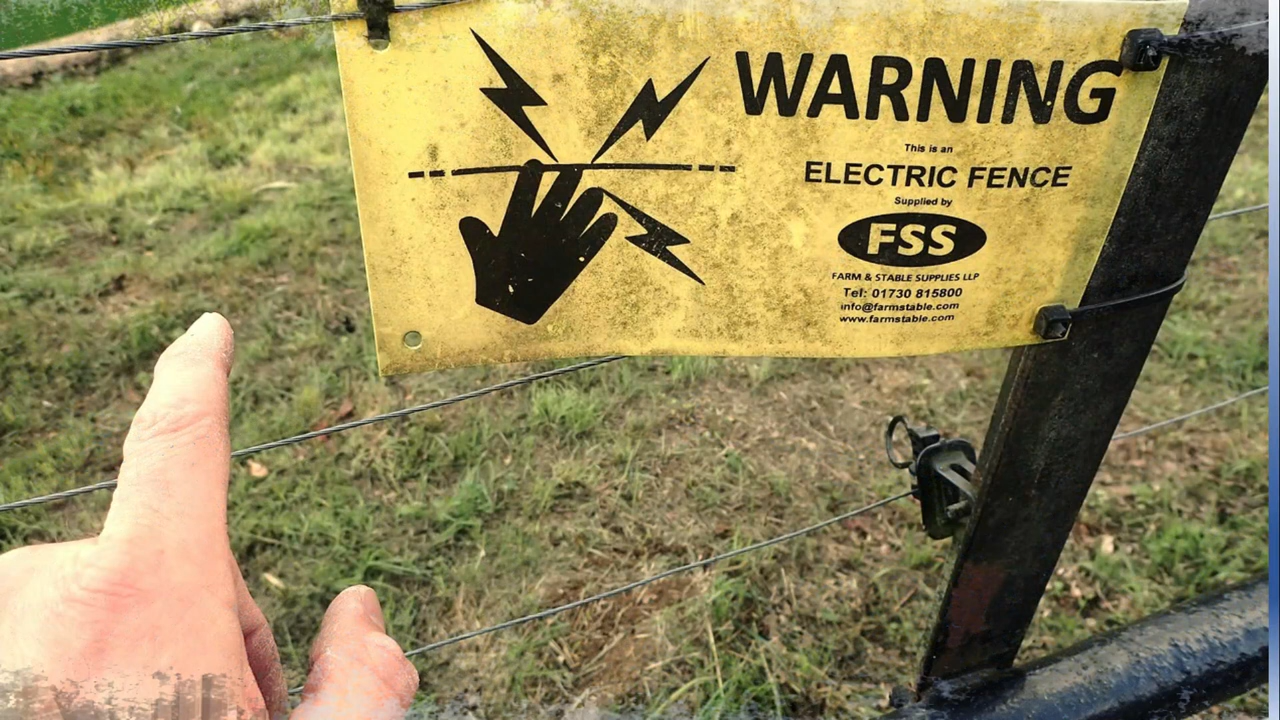 WARNING
This is an
ELECTRIC FENCE
Supplied by
FSS
FARM & STABLE SUPPLIES LLP
Tel: 01730 815800
info@farmstable.com
www.farmstable.com